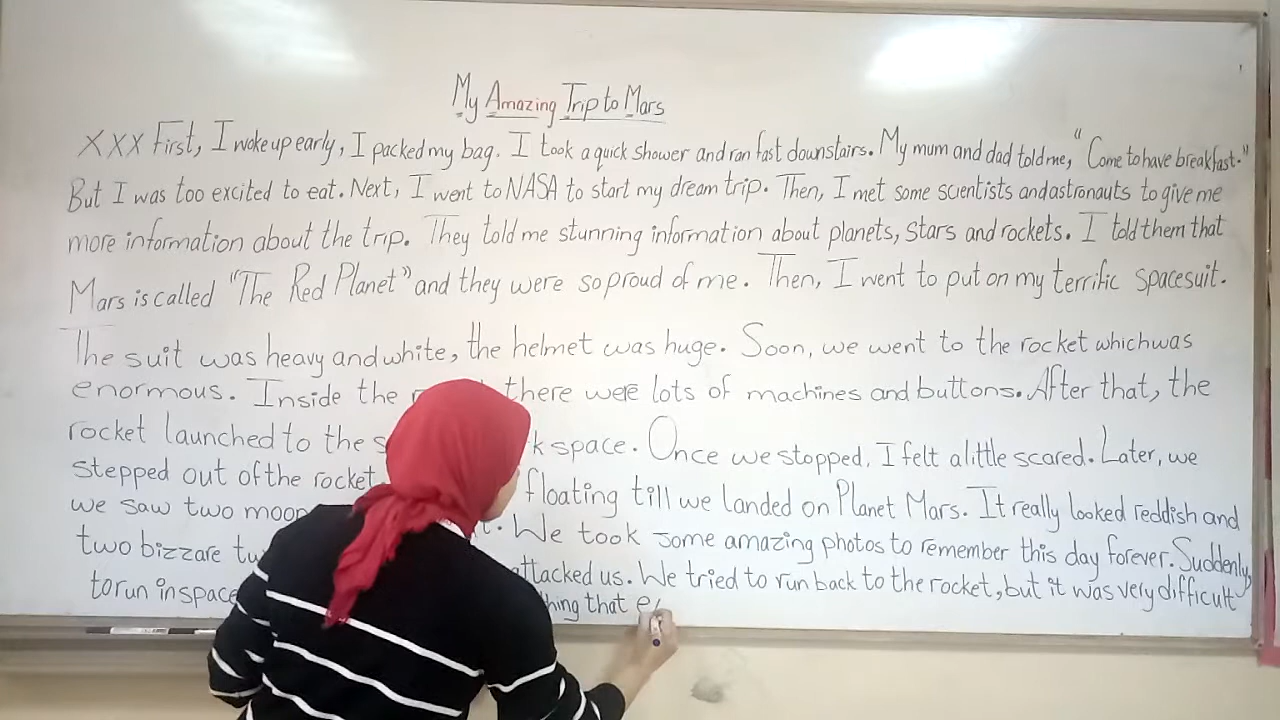 My Amazing Trip to Mars
XXX First, I woke up early, I packed my bag. I took a quick shower and ran fast downstairs. My mum and dad told me, "Come to have breakfast."
But I was too excited to eat. Next, I went to NASA to start my dream trip. Then, I met some scientists and astronauts to give me
more information about the trip. They told me stunning information about planets, stars and rockets. I told them that
Mars is called "The Red Planet" and they were so proud of me. Then, I went to put on my terrific spacesuit.
The suit was heavy and white, the helmet was huge. Soon, we went to the rocket which was
enormous. Inside the there were lots of machines and buttons. After that, the
rocket launched to the space. Once we stopped, I felt a little scared. Later, we
stepped out of the rocket floating till we landed on Planet Mars. It really looked reddish and
we saw two We took some amazing photos to remember this day forever. Suddenly,
two bizzare attacked us. We tried to run back to the rocket, but it was very difficult
to run in space that